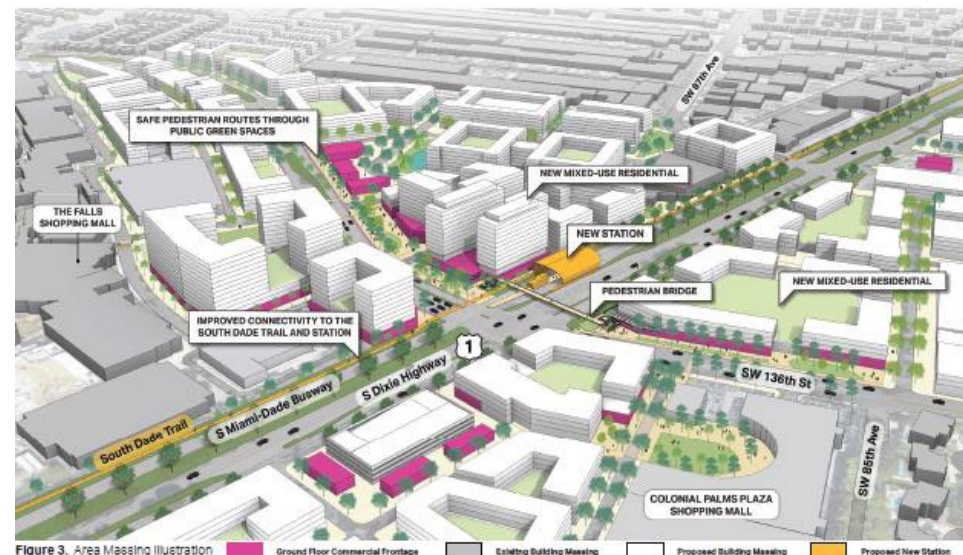 SW 97th Ave
SAFE PEDESTRIAN ROUTES THROUGH
PUBLIC GREEN SPACES
NEW MIXED-USE RESIDENTIAL
THE FALLS
SHOPPING MALL
NEW STATION
PEDESTRIAN BRIDGE
NEW MIXED-USE RESIDENTIAL
IMPROVED CONNECTIVITY TO THE
SOUTH DADE TRAIL AND STATION
1
S Dixie Highway
SW 136th St
S Miami-Dade Busway
South Dade Trail
SW 85th Ave
COLONIAL PALMS PLAZA
SHOPPING MALL
Figure 3. Area Massing Illustration
Ground Floor Commercial Frontage
Existing Building Massing
Proposed Building Massing
Proposed New Station